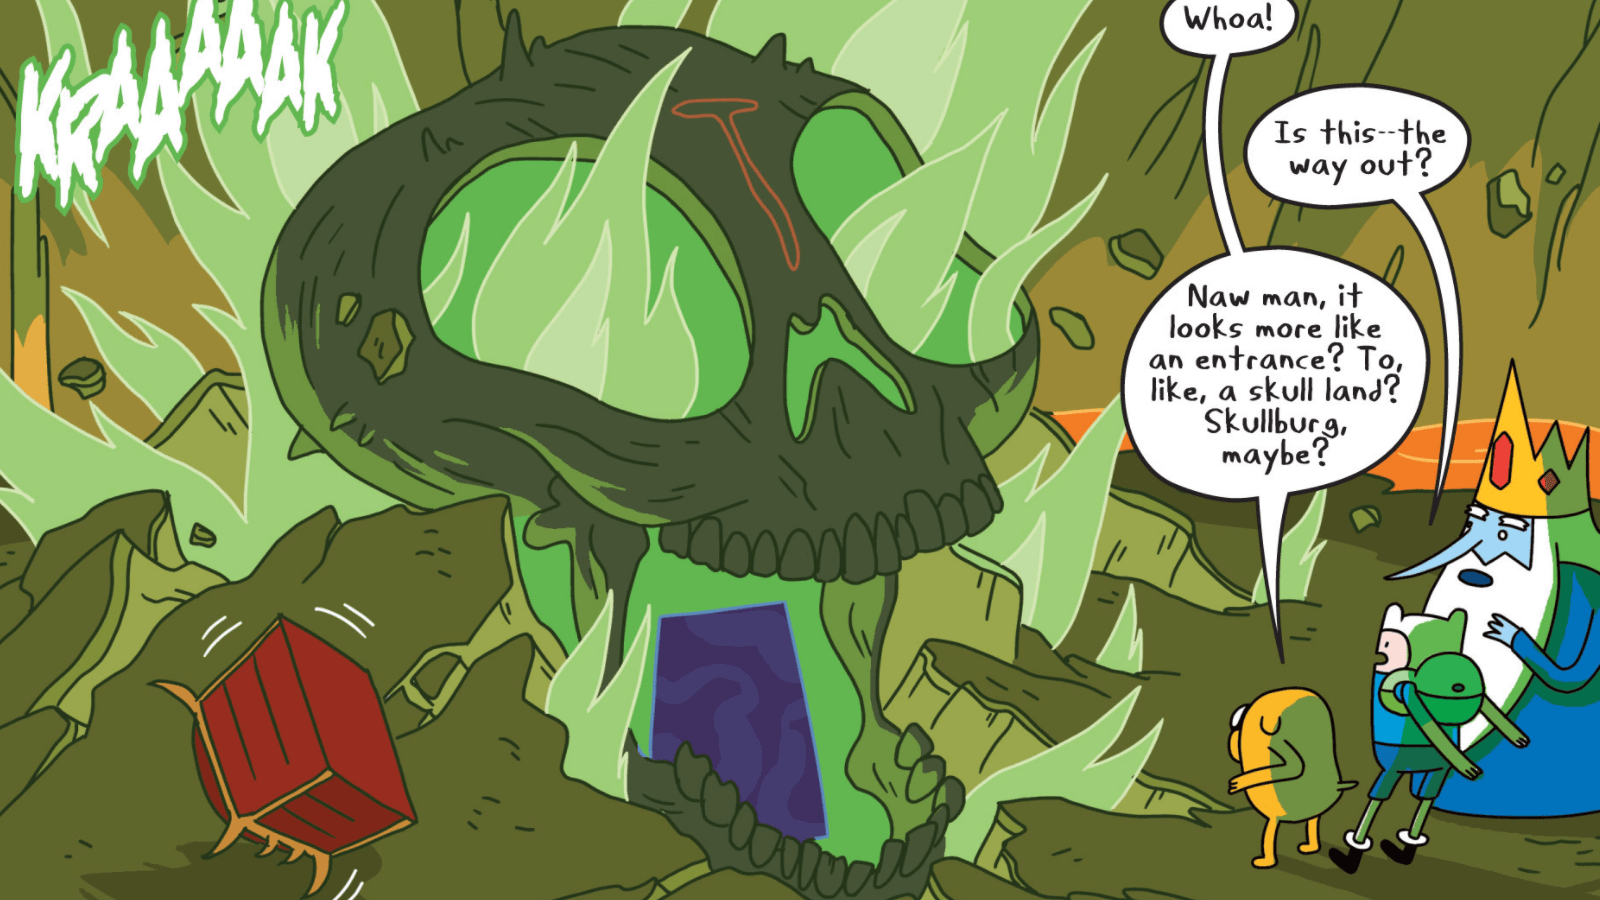 KRAAAAAAK
Whoa!
Is this--the
way out?
Naw man, it
looks more like
an entrance? To,
like, a skull land?
Skullburg,
maybe?